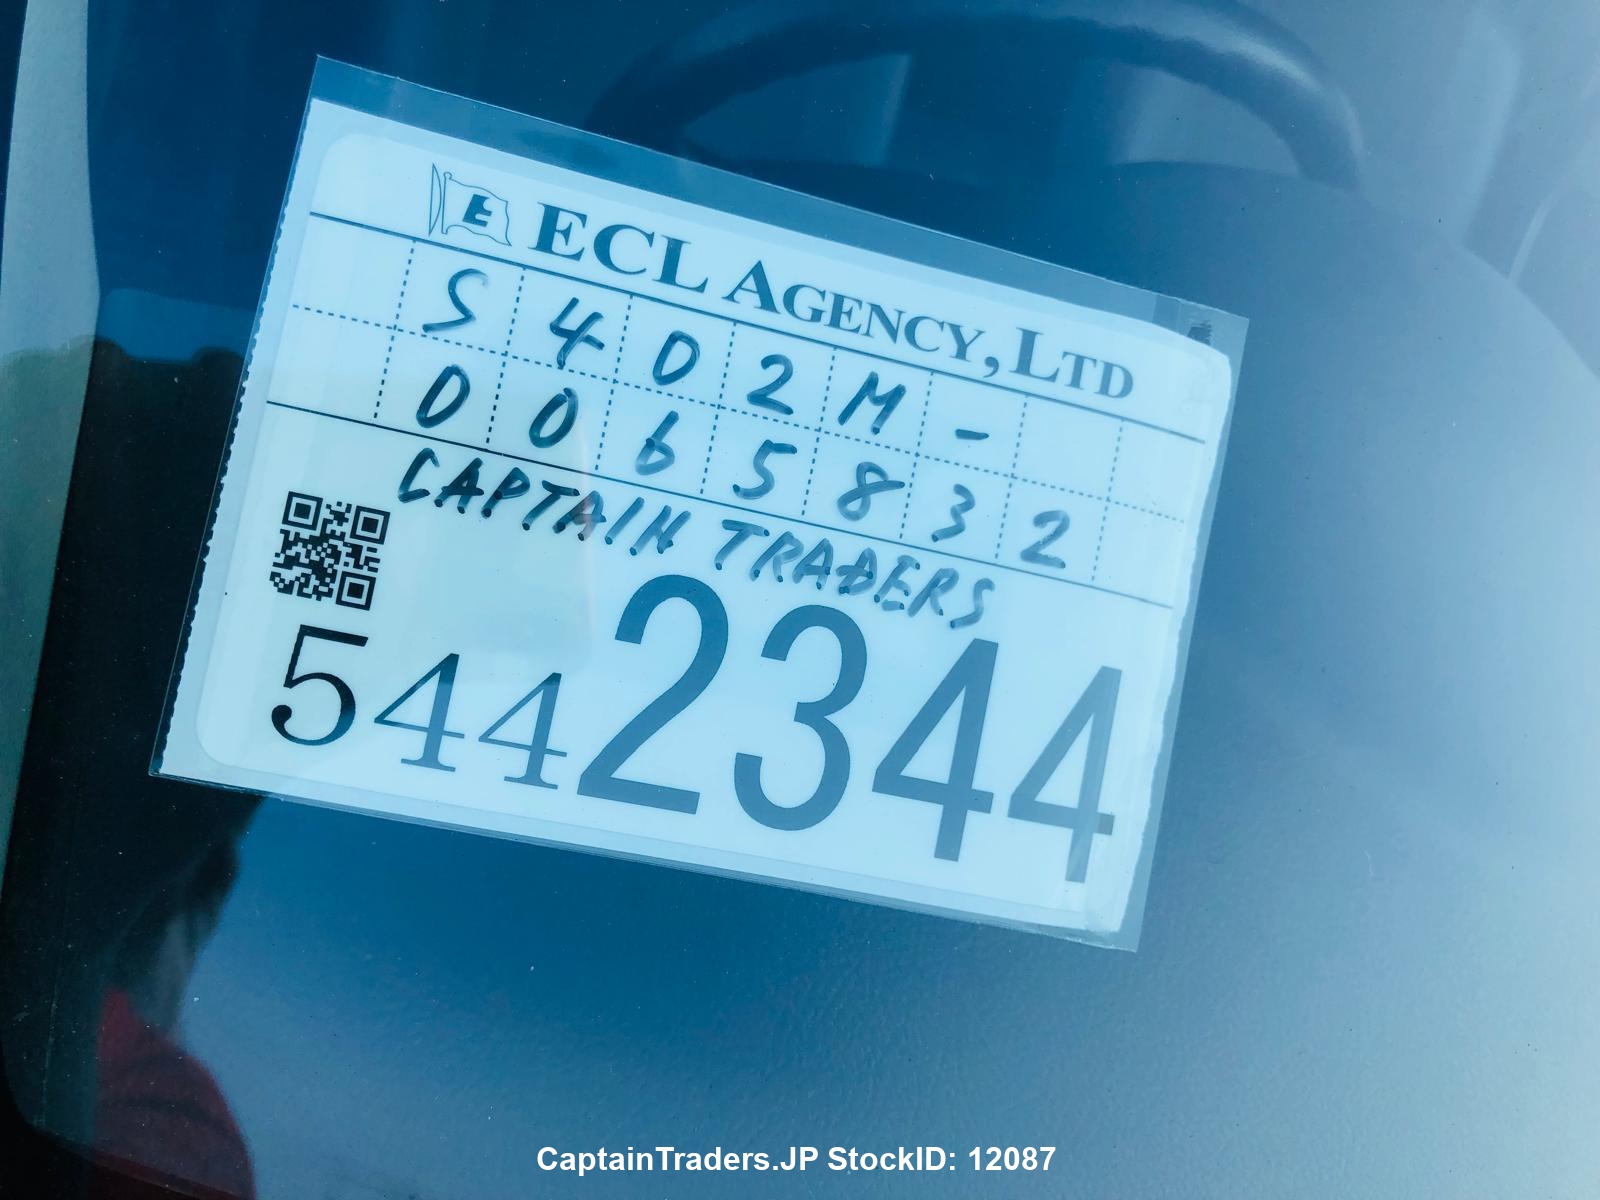 E ECL AGENCY, LTD
S402M-
0065832
CAPTAIN TRADERS
5442344
CaptainTraders.JP StockID: 12087